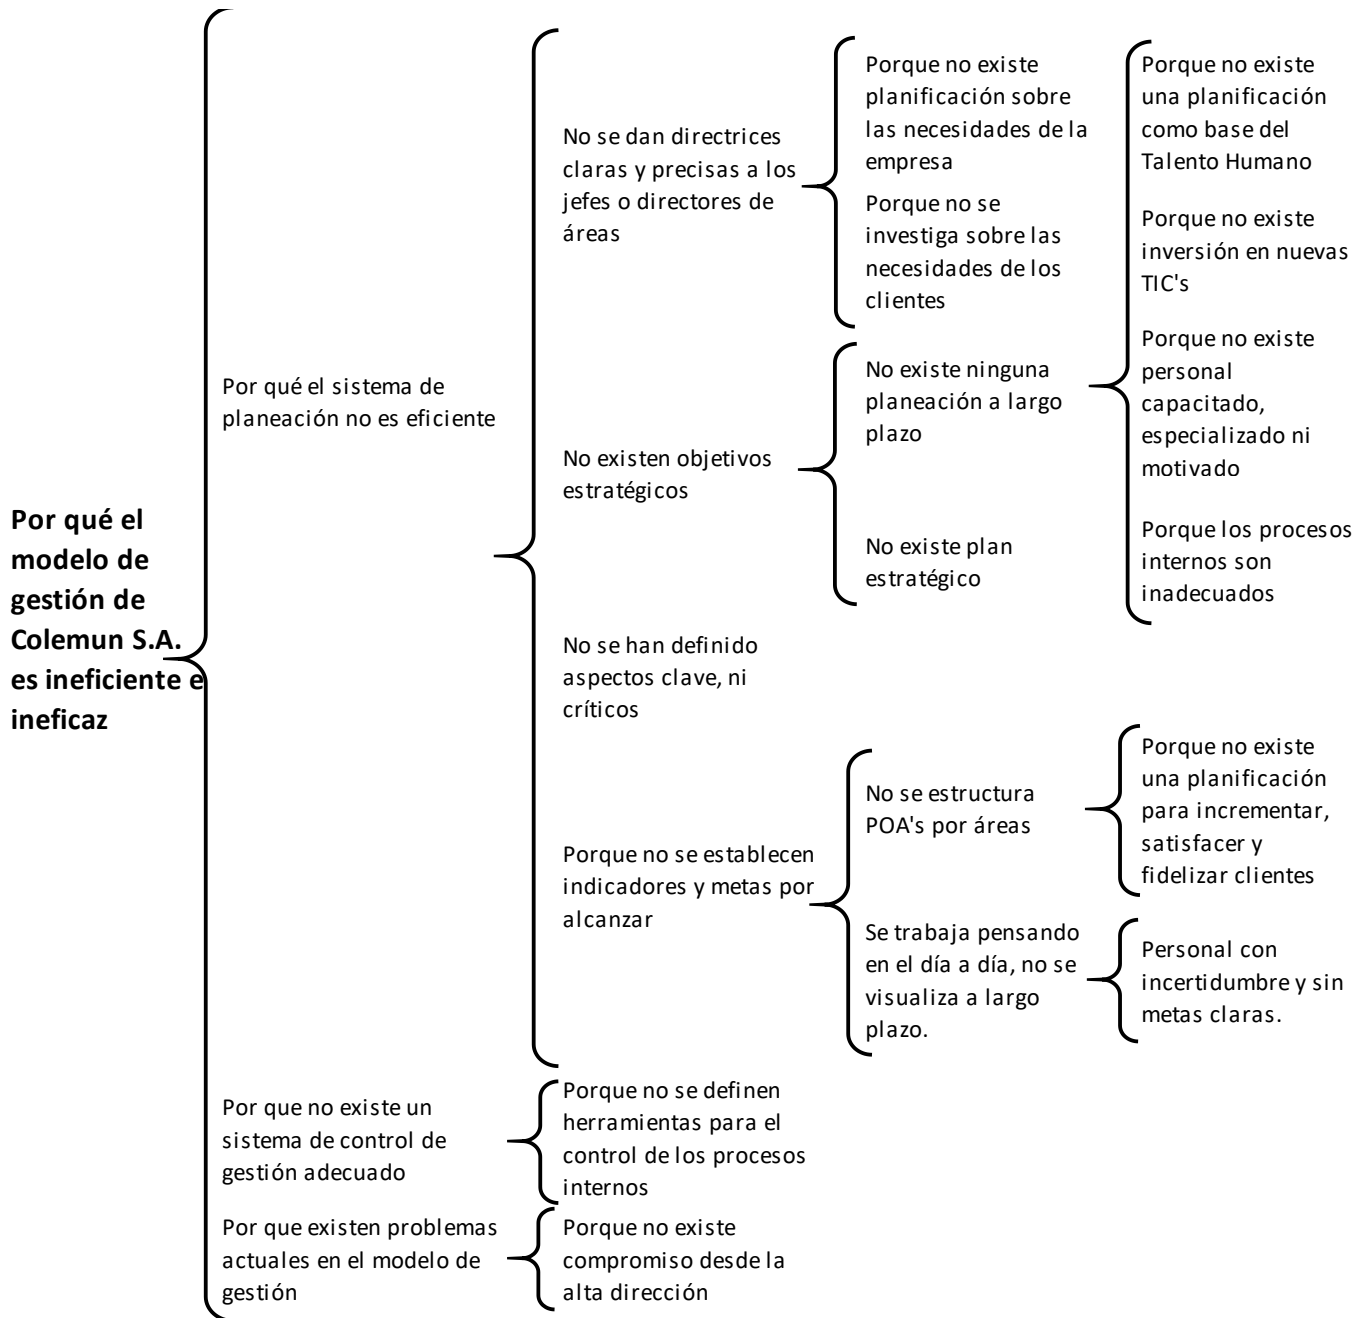 Por qué el
modelo de
gestión de
Colemun S.A.
es ineficiente e
ineficaz
Por qué el sistema de
planeación no es eficiente
No se dan directrices
claras y precisas a los
jefes o directores de
áreas
Porque no existe
planificación sobre
las necesidades de la
empresa
Porque no se
investiga sobre las
necesidades de los
clientes
No existen objetivos
estratégicos
No existe ninguna
planeación a largo
plazo
Porque no existe
una planificación
como base del
Talento Humano
Porque no existe
inversión en nuevas
TIC's
Porque no existe
personal
capacitado,
especializado ni
motivado
Porque los procesos
internos son
inadecuados
No existe plan
estratégico
No se han definido
aspectos clave, ni
críticos
Porque no se establecen
indicadores y metas por
alcanzar
No se estructura
POA's por áreas
Porque no existe
una planificación
para incrementar,
satisfacer y
fidelizar clientes
Se trabaja pensando
en el día a día, no se
visualiza a largo
plazo.
Personal con
incertidumbre y sin
metas claras.
Por que no existe un
sistema de control de
gestión adecuado
Porque no se definen
herramientas para el
control de los procesos
internos
Por que existen problemas
actuales en el modelo de
gestión
Porque no existe
compromiso desde la
alta dirección